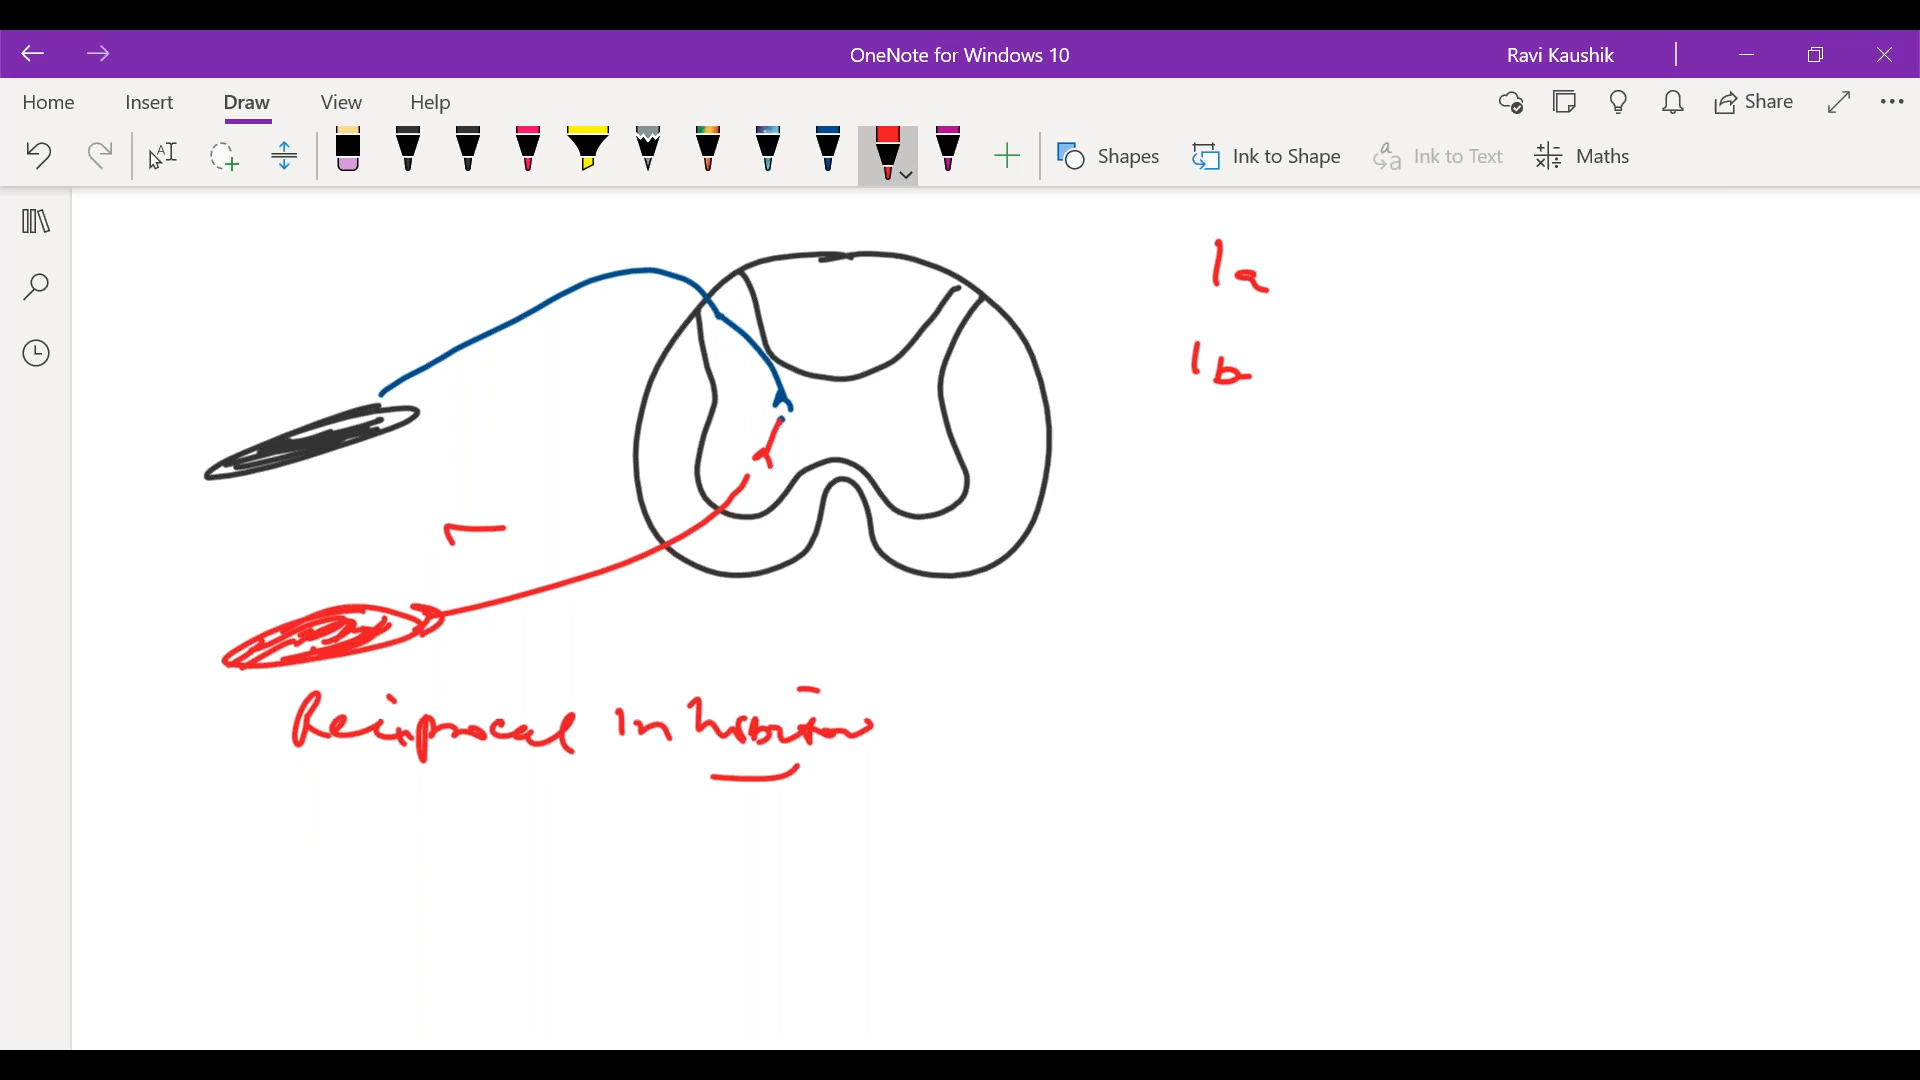 OneNote for Windows 10
Ravi Kaushik
Home Insert Draw View Help
Share
Shapes Ink to Shape Ink to Text Maths
Ia
Ib
Reciprocal Inhibition